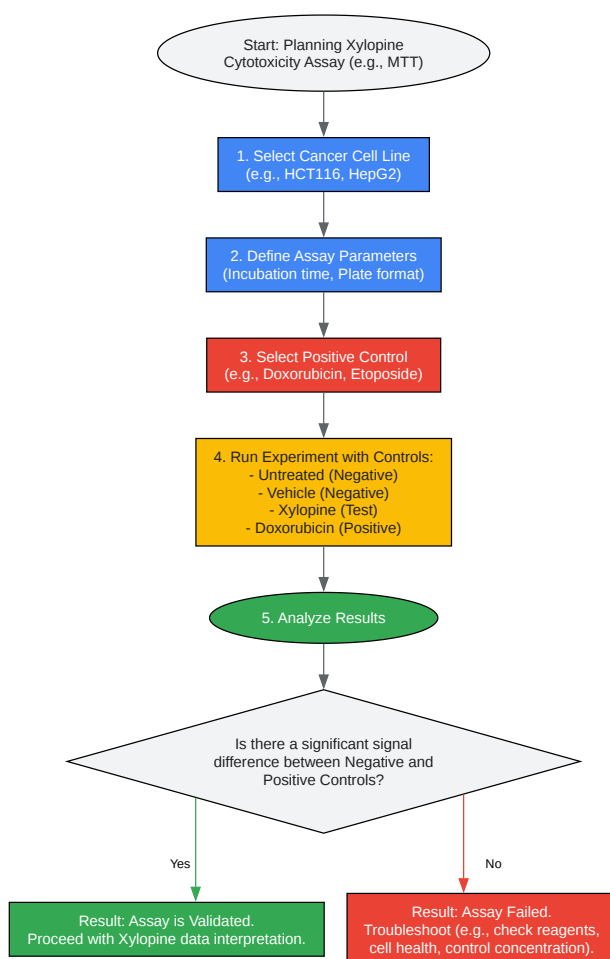 Start: Planning Xylopine
Cytotoxicity Assay (e.g., MTT)
1. Select Cancer Cell Line
(e.g., HCT116, HepG2)
2. Define Assay Parameters
(Incubation time, Plate format)
3. Select Positive Control
(e.g., Doxorubicin, Etoposide)
4. Run Experiment with Controls:
- Untreated (Negative)
- Vehicle (Negative)
- Xylopine (Test)
- Doxorubicin (Positive)
5. Analyze Results
Is there a significant signal
difference between Negative and
Positive Controls?
Yes
No
Result: Assay is Validated.
Proceed with Xylopine data interpretation.
Result: Assay Failed.
Troubleshoot (e.g., check reagents,
cell health, control concentration).